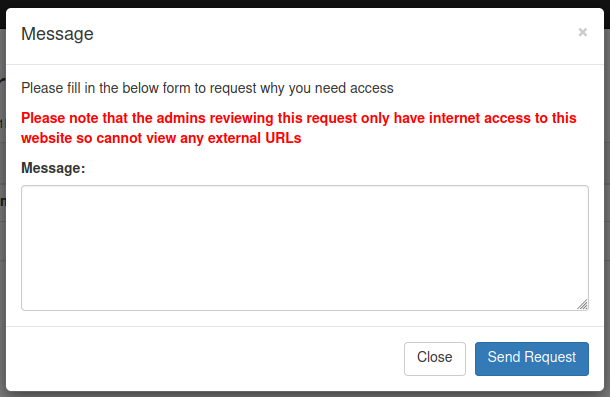 Message ×
Please fill in the below form to request why you need access
Please note that the admins reviewing this request only have internet access to this
website so cannot view any external URLs
Message:
Close Send Request